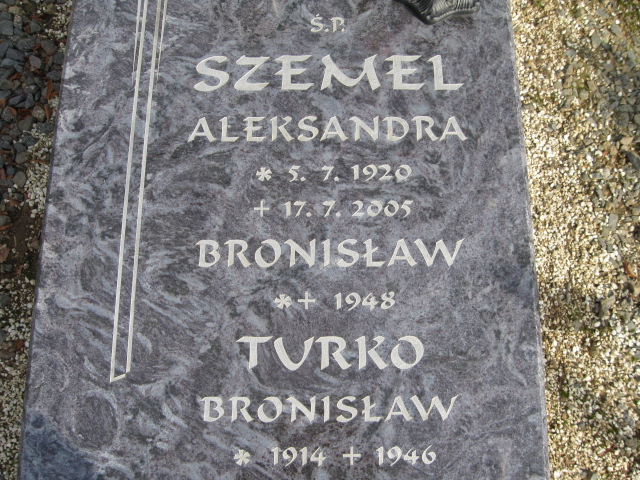 Ś.P.
SZEMEL
ALEKSANDRA
* 5. 7. 1920
+ 17. 7. 2005
BRONISŁAW
*+ 1948
TURKO
BRONISŁAW
* 1914 + 1946